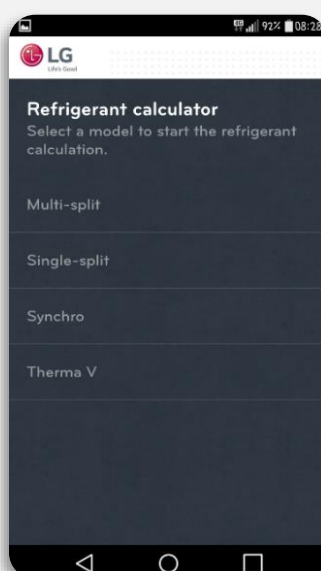 4G 92% 08:28
LG
Life's Good
Refrigerant calculator
Select a model to start the refrigerant
calculation.
Multi-split
Single-split
Synchro
Therma V